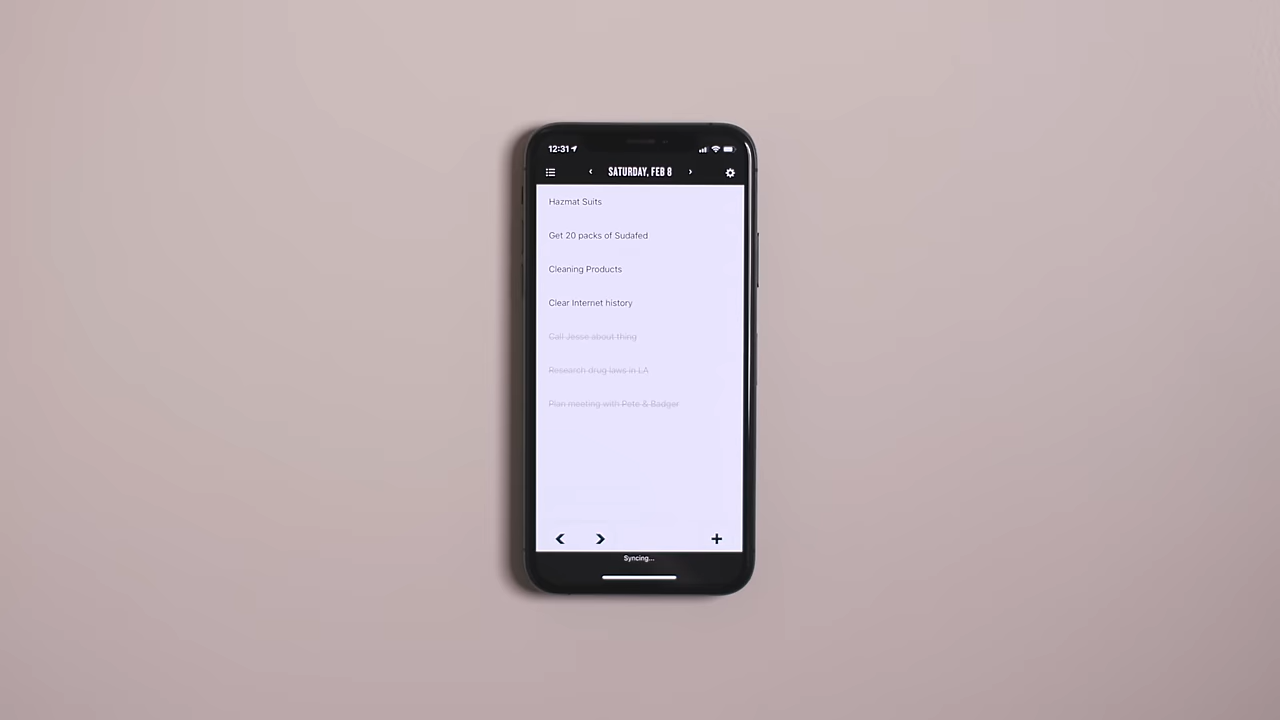 12:31
SATURDAY, FEB 8
Hazmat Suits
Get 20 packs of Sudafed
Cleaning Products
Clear Internet history
Call Jesse about thing
Research drug laws in LA
Plan meeting with Pete & Badger
Syncing...